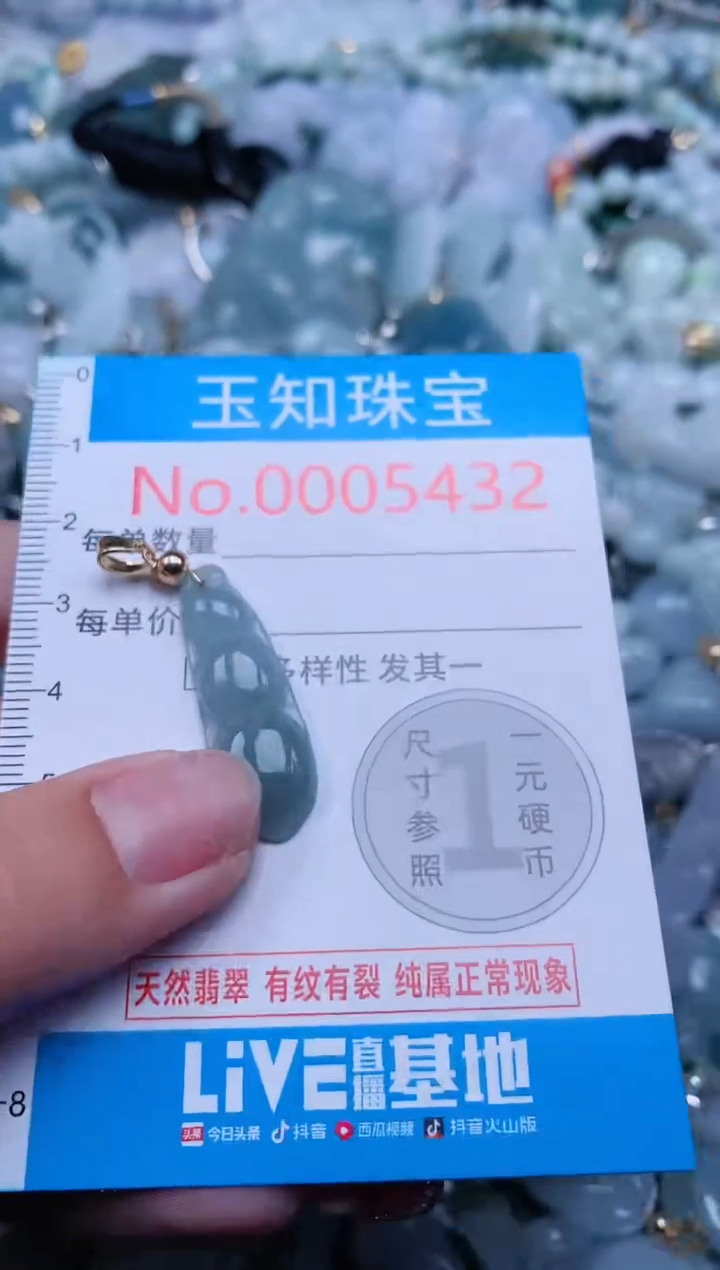 0
玉知珠宝
1
No.0005432
2
每单数量
3
每单价
多样性 发其一
4
尺寸参照
1
一元硬币
天然翡翠 有纹有裂 纯属正常现象
LiVE直播基地
8
头条 今日头条 抖音 西瓜视频 抖音火山版